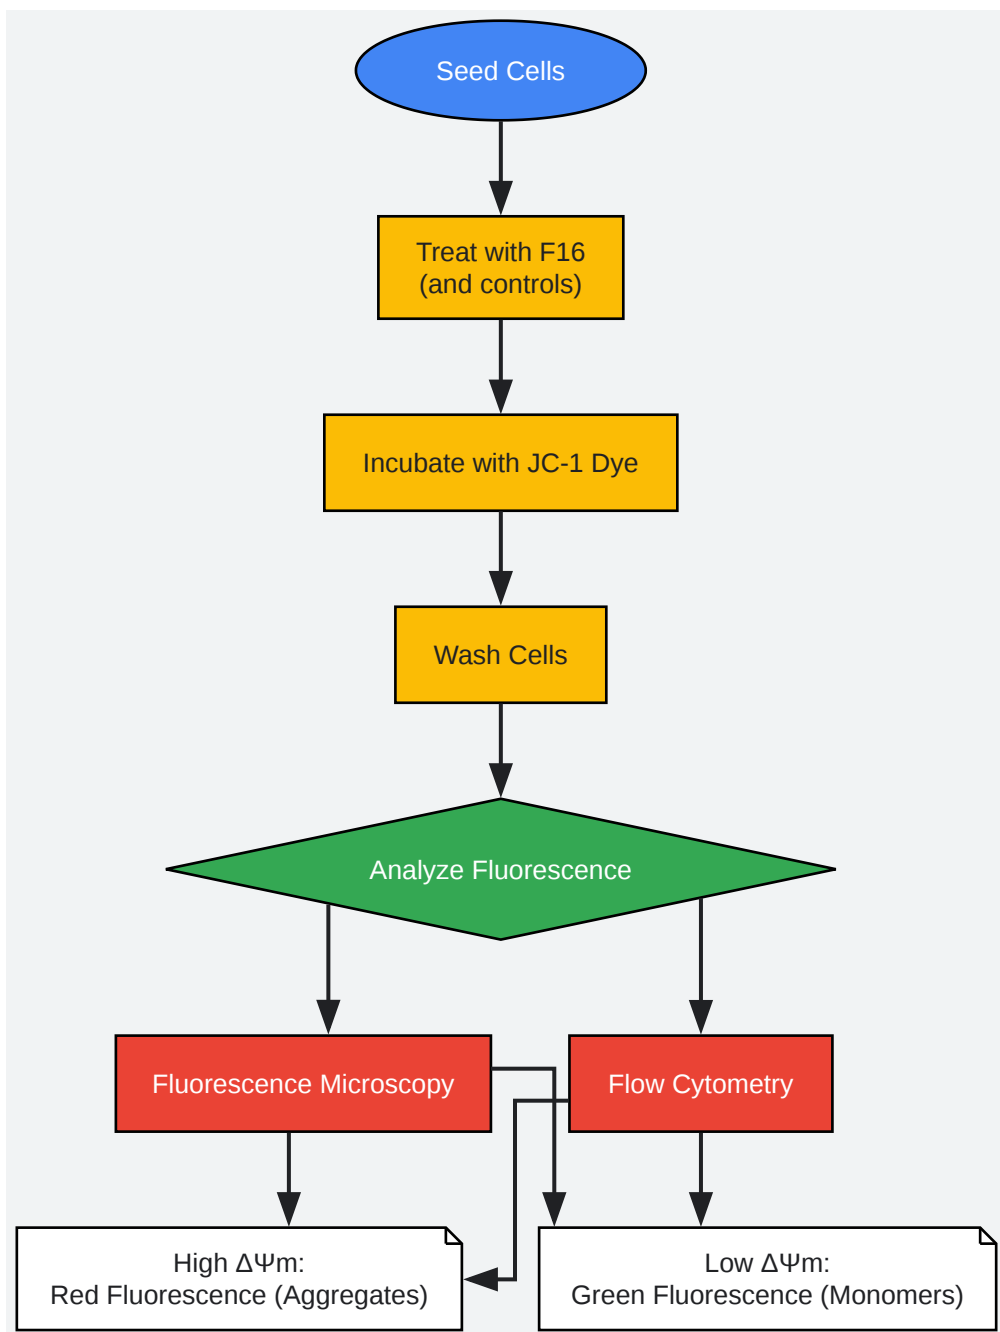 Seed Cells
Treat with F16
(and controls)
Incubate with JC-1 Dye
Wash Cells
Analyze Fluorescence
Fluorescence Microscopy
Flow Cytometry
High ΔΨm:
Red Fluorescence (Aggregates)
Low ΔΨm:
Green Fluorescence (Monomers)